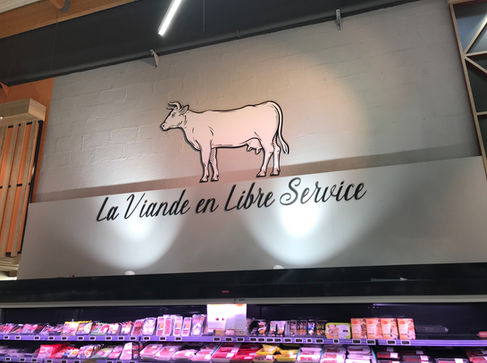 La Viande en Libre Service